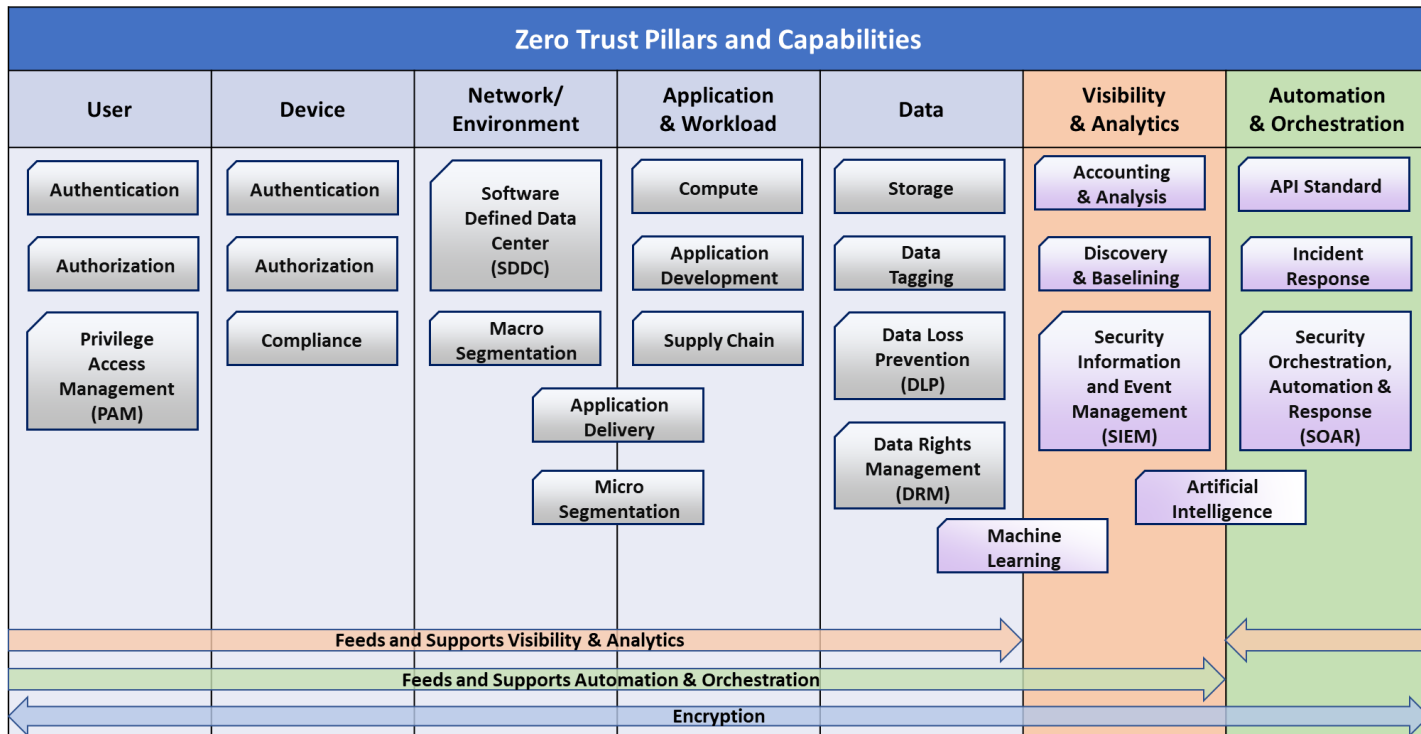 Zero Trust Pillars and Capabilities
User
Device
Network/
Environment
Application
& Workload
Data
Visibility
& Analytics
Automation
& Orchestration
Authentication
Authorization
Privilege
Access
Management
(PAM)
Authentication
Authorization
Compliance
Software
Defined Data
Center
(SDDC)
Macro
Segmentation
Application
Delivery
Micro
Segmentation
Compute
Application
Development
Supply Chain
Storage
Data
Tagging
Data Loss
Prevention
(DLP)
Data Rights
Management
(DRM)
Machine
Learning
Accounting
& Analysis
Discovery
& Baselining
Security
Information
and Event
Management
(SIEM)
Artificial
Intelligence
API Standard
Incident
Response
Security
Orchestration,
Automation &
Response
(SOAR)
Feeds and Supports Visibility & Analytics
Feeds and Supports Automation & Orchestration
Encryption